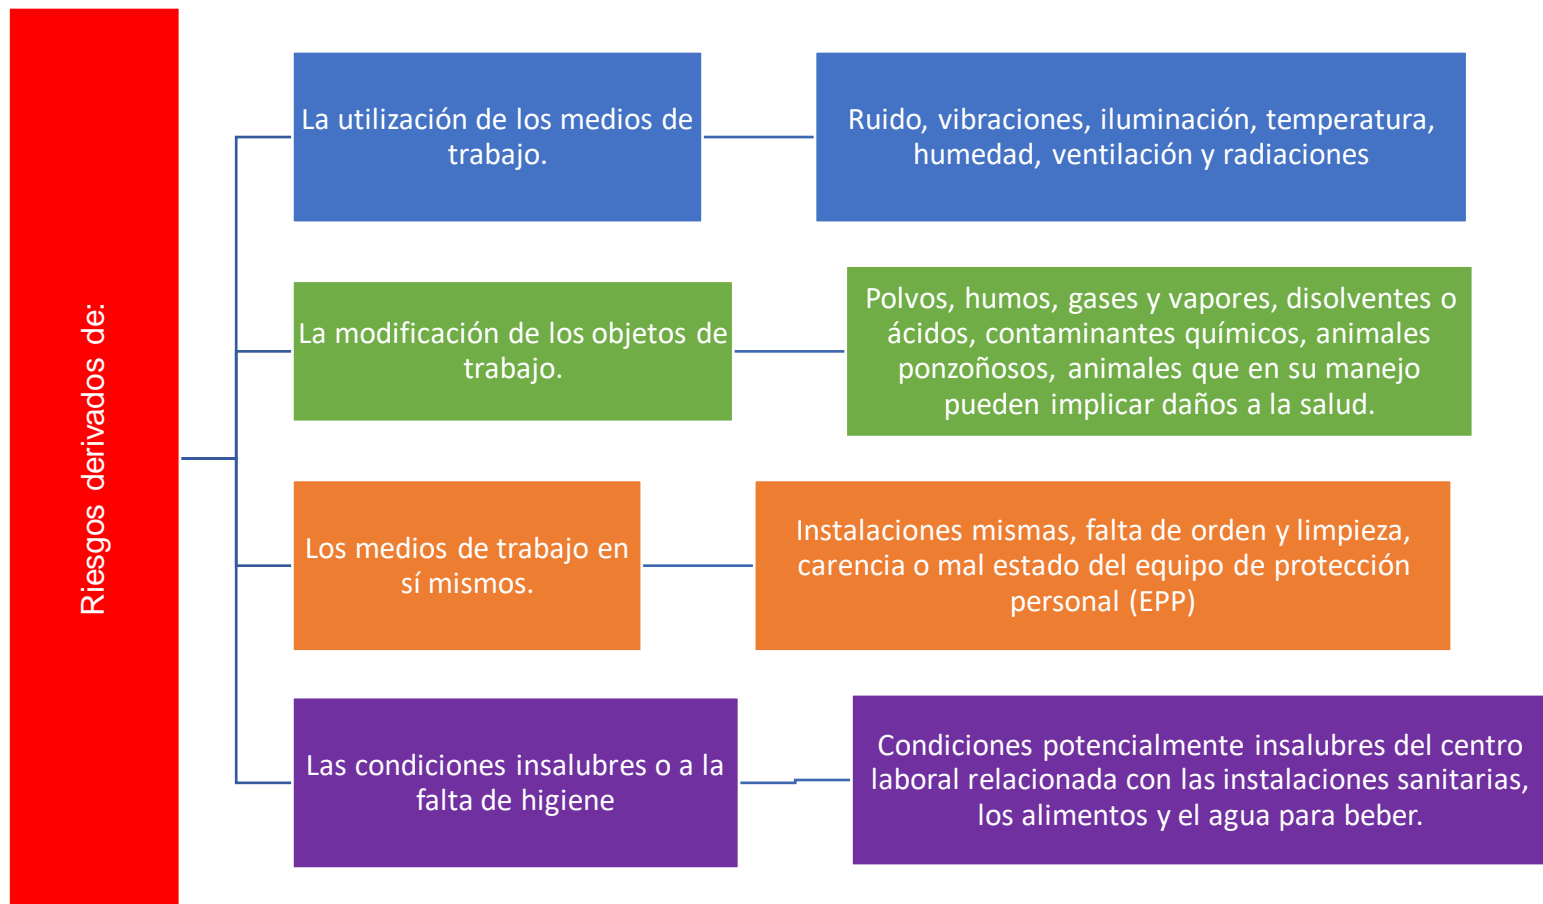 Riesgos derivados de:
La utilización de los medios de
trabajo.
Ruido, vibraciones, iluminación, temperatura,
humedad, ventilación y radiaciones
La modificación de los objetos de
trabajo.
Polvos, humos, gases y vapores, disolventes o
ácidos, contaminantes químicos, animales
ponzoñosos, animales que en su manejo
pueden implicar daños a la salud.
Los medios de trabajo en
sí mismos.
Instalaciones mismas, falta de orden y limpieza,
carencia o mal estado del equipo de protección
personal (EPP)
Las condiciones insalubres o a la
falta de higiene
Condiciones potencialmente insalubres del centro
laboral relacionada con las instalaciones sanitarias,
los alimentos y el agua para beber.